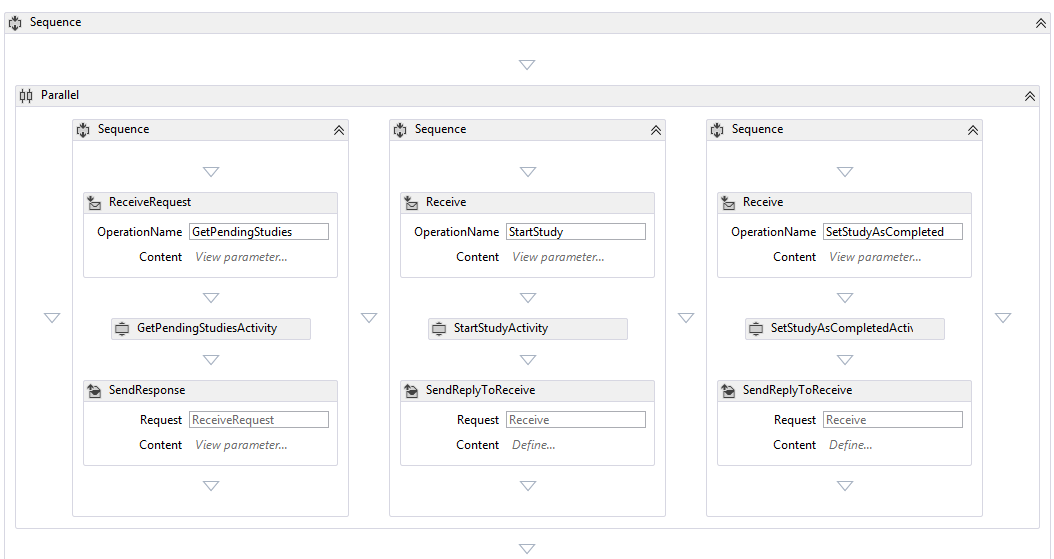 Sequence
Parallel
Sequence
ReceiveRequest
OperationName GetPendingStudies
Content View parameter...
GetPendingStudiesActivity
SendResponse
Request ReceiveRequest
Content View parameter...
Sequence
Receive
OperationName StartStudy
Content View parameter...
StartStudyActivity
SendReplyToReceive
Request Receive
Content Define...
Sequence
Receive
OperationName SetStudyAsCompleted
Content View parameter...
SetStudyAsCompletedActiv
SendReplyToReceive
Request Receive
Content Define...